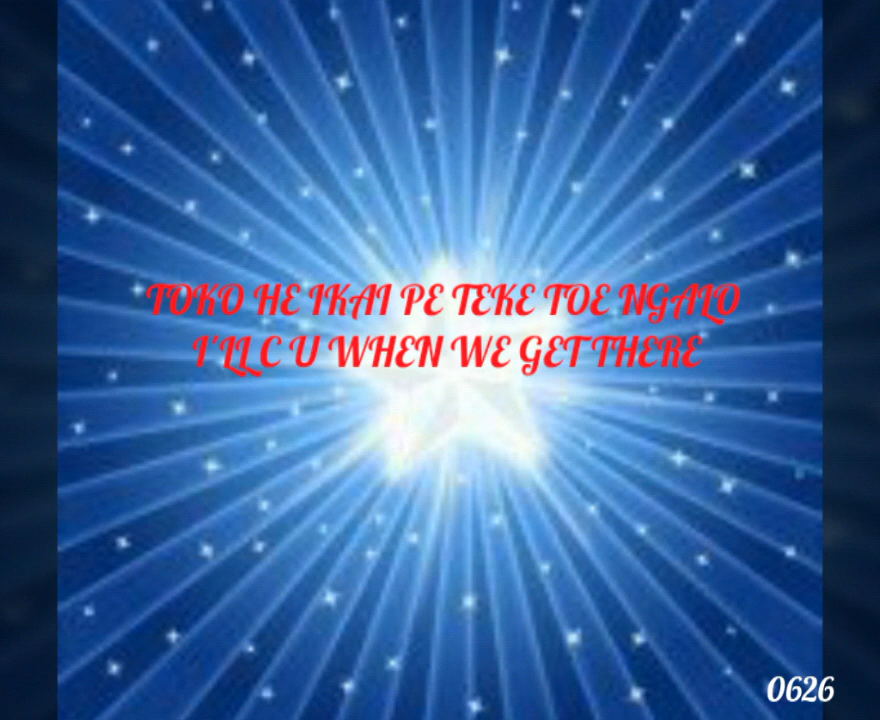 TOKO HE IKAI PE TEKE TOE NGALO
I'LL C U WHEN WE GET THERE
0626